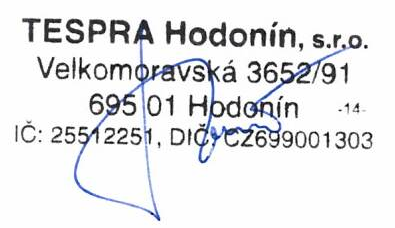 TESPRA Hodonín, s.r.o.
Velkomoravská 3652/91
695 01 Hodonín -14-
IČ: 25512251, DIČ: CZ699001303